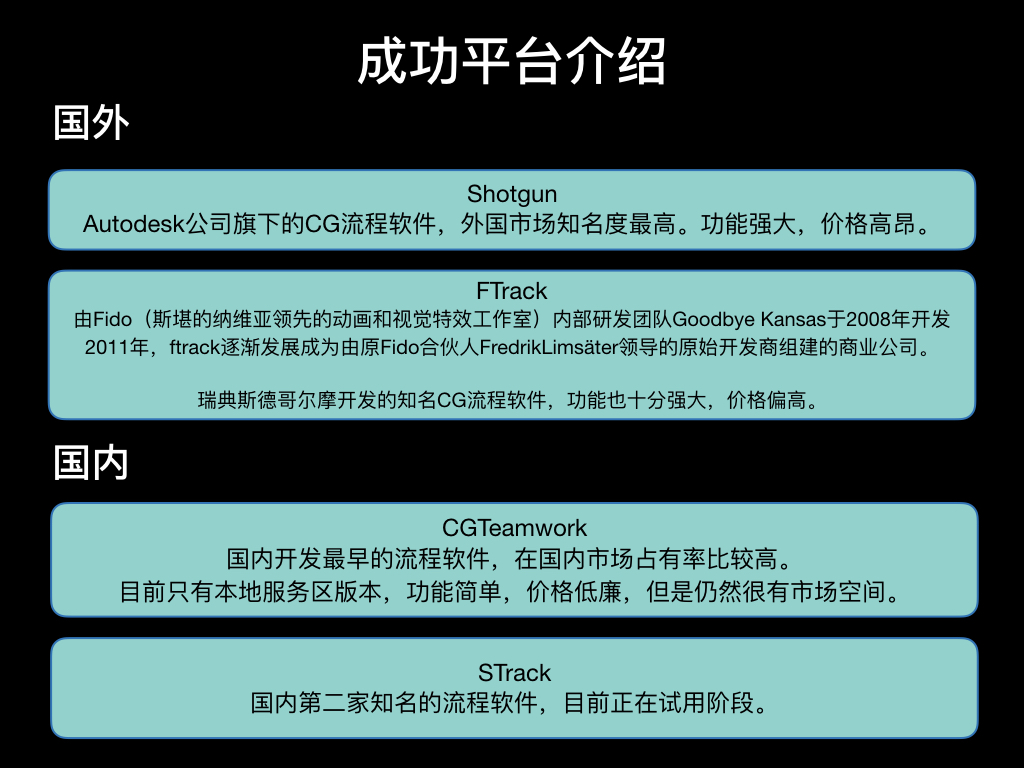 成功平台介绍
国外
Shotgun
Autodesk公司旗下的CG流程软件，外国市场知名度最高。功能强大，价格高昂。
FTrack
由Fido（斯堪的纳维亚领先的动画和视觉特效工作室）内部研发团队Goodbye Kansas于2008年开发
2011年，ftrack逐渐发展成为由原Fido合伙人FredrikLimsäter领导的原始开发商组建的商业公司。
瑞典斯德哥尔摩开发的知名CG流程软件，功能也十分强大，价格偏高。
国内
CGTeamwork
国内开发最早的流程软件，在国内市场占有率比较高。
目前只有本地服务区版本，功能简单，价格低廉，但是仍然很有市场空间。
STrack
国内第二家知名的流程软件，目前正在试用阶段。